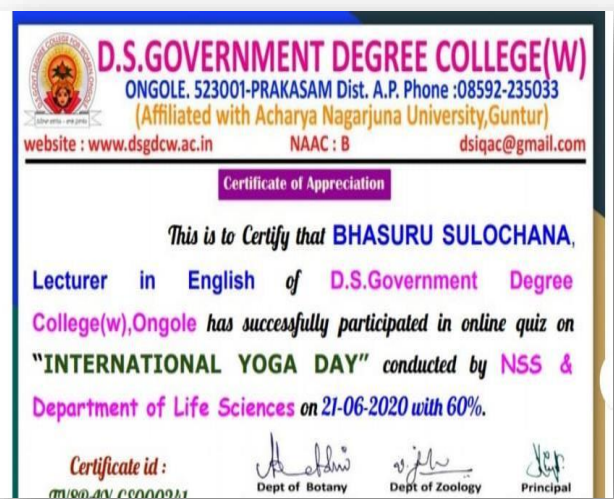 D.S.GOVERNMENT DEGREE COLLEGE(W)
ONGOLE. 523001-PRAKASAM Dist. A.P. Phone :08592-235033
(Affiliated with Acharya Nagarjuna University,Guntur)
website : www.dsgdcw.ac.in NAAC : B dsiqac@gmail.com
Certificate of Appreciation
This is to Certify that BHASURU SULOCHANA,
Lecturer in English of D.S.Government Degree
College(w),Ongole has successfully participated in online quiz on
"INTERNATIONAL YOGA DAY" conducted by NSS &
Department of Life Sciences on 21-06-2020 with 60%.
Certificate id :
Dept of Botany Dept of Zoology Principal